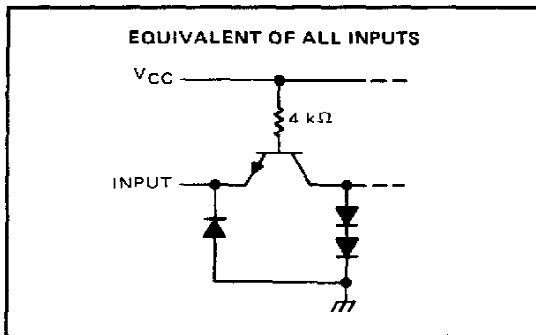 EQUIVALENT OF ALL INPUTS
VCC
4 kΩ
INPUT